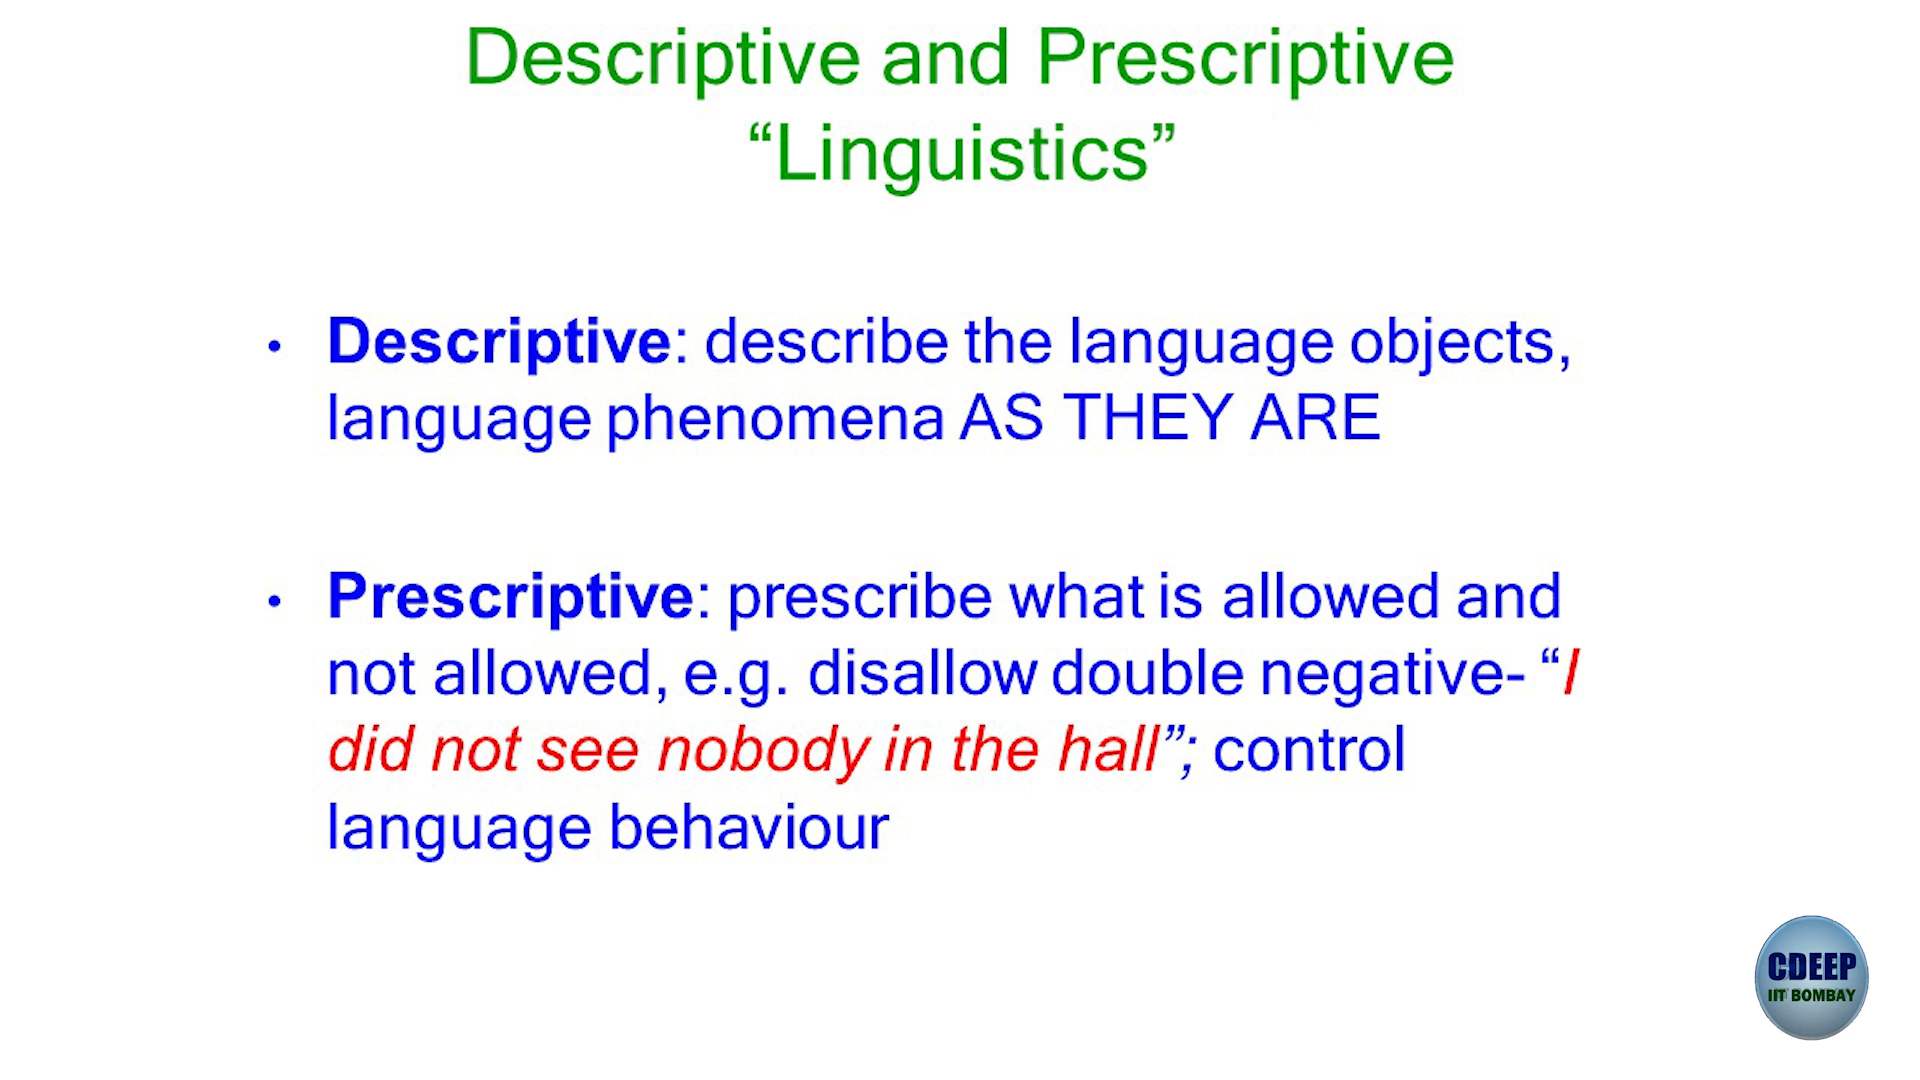 Descriptive and Prescriptive
“Linguistics”
• Descriptive: describe the language objects,
language phenomena AS THEY ARE
• Prescriptive: prescribe what is allowed and
not allowed, e.g. disallow double negative- “I
did not see nobody in the hall”; control
language behaviour
CDEEP
IIT BOMBAY